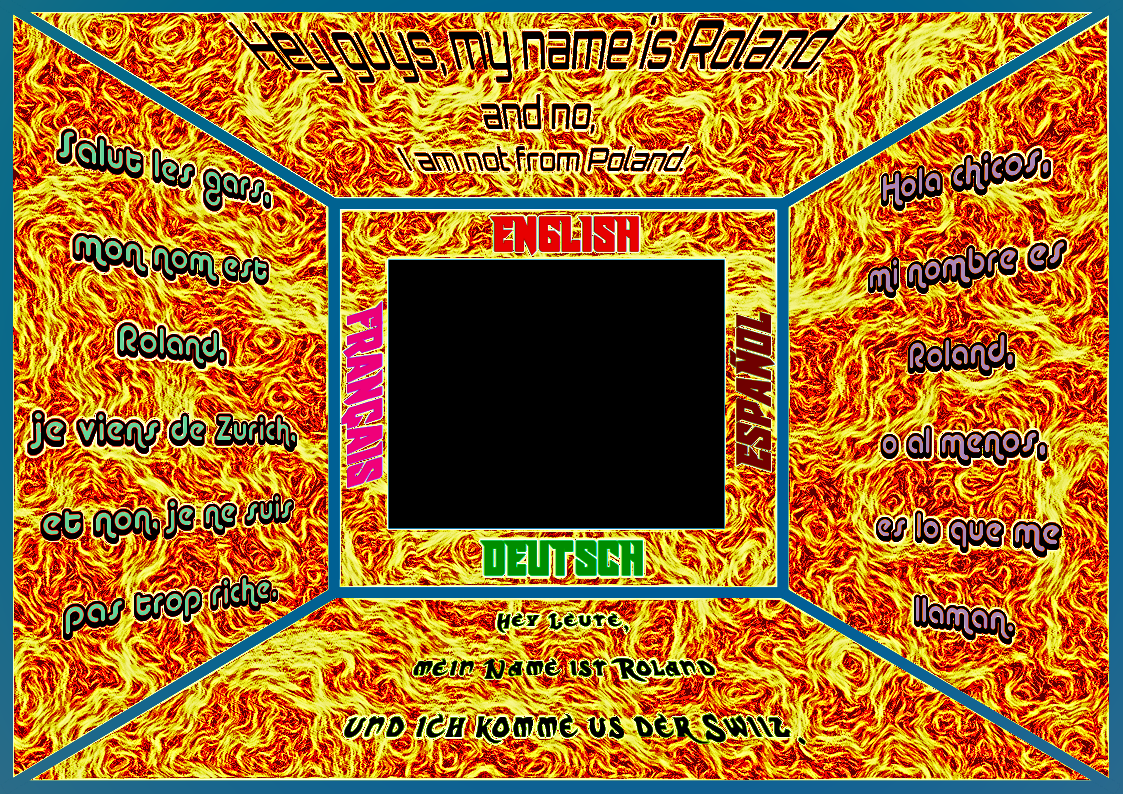 Hey guys, my name is Roland,
and no,
I am not from Poland.
Salut les gars,
mon nom est
Roland,
je viens de Zurich,
et non, je ne suis
pas trop riche.
ENGLISH
FRANÇAIS
ESPAÑOL
DEUTSCH
Hola chicos,
mi nombre es
Roland,
o al menos,
es lo que me
llaman.
Hey Leute,
mein Name ist Roland
und ich komme us der Swiiz.